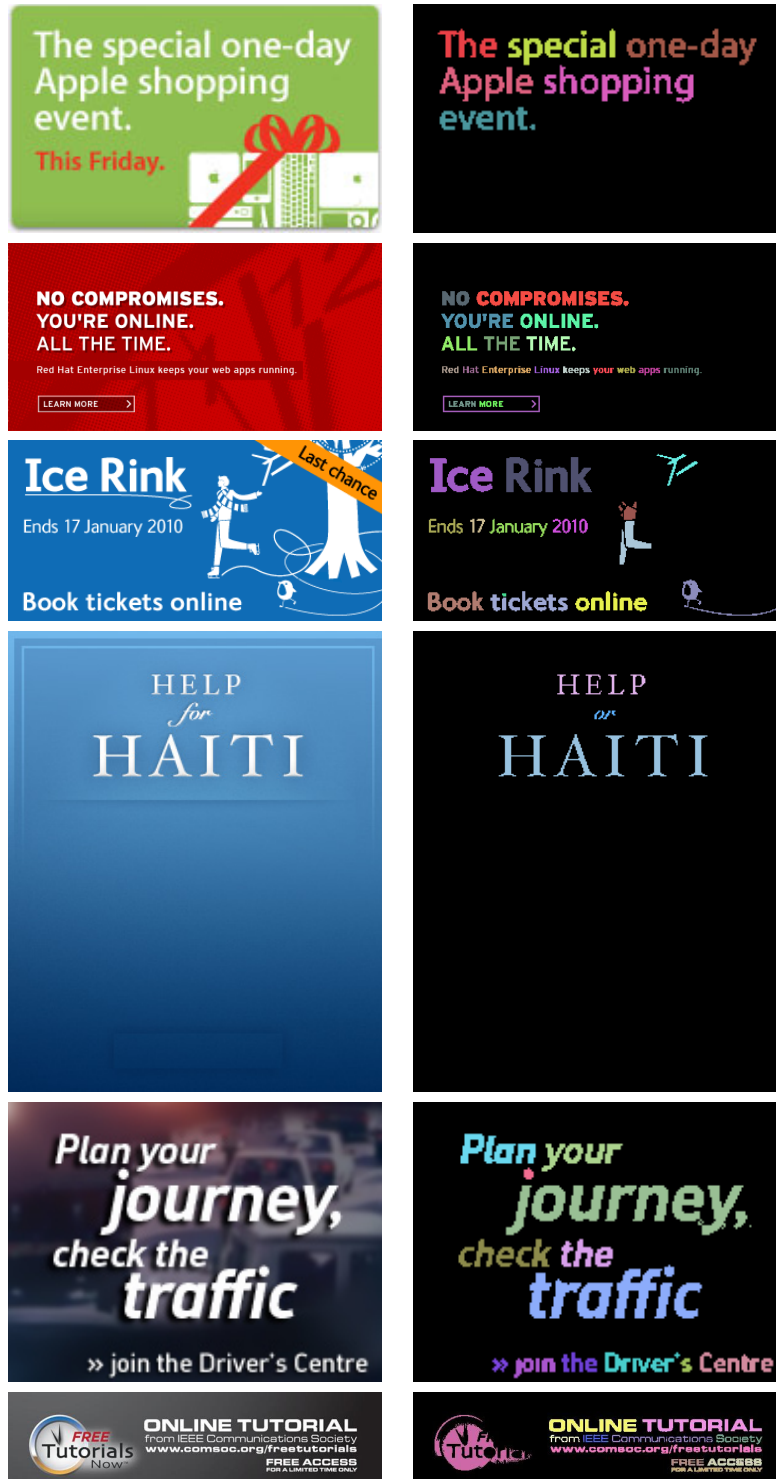 The special one-day
Apple shopping
event.
This Friday.
The special one-day
Apple shopping
event.
NO COMPROMISES.
YOU'RE ONLINE.
ALL THE TIME.
Red Hat Enterprise Linux keeps your web apps running.
LEARN MORE
NO COMPROMISES.
YOU'RE ONLINE.
ALL THE TIME.
Red Hat Enterprise Linux keeps your web apps running.
LEARN MORE
Ice Rink
Last chance
Ends 17 January 2010
Book tickets online
Ice Rink
Ends 17 January 2010
Book tickets online
HELP
for
HAITI
HELP
or
HAITI
Plan your
journey,
check the
traffic
» join the Driver's Centre
Plan your
journey,
check the
traffic
» join the Driver's Centre
FREE
Tutorials
Now™
ONLINE TUTORIAL
from IEEE Communications Society
www.comsoc.org/freetutorials
FREE ACCESS
FOR A LIMITED TIME ONLY
F
Tuto
ONLINE TUTORIAL
from IEEE Communications Society
www.comsoc.org/freetutorials
FREE ACCESS
FOR A LIMITED TIME ONLY